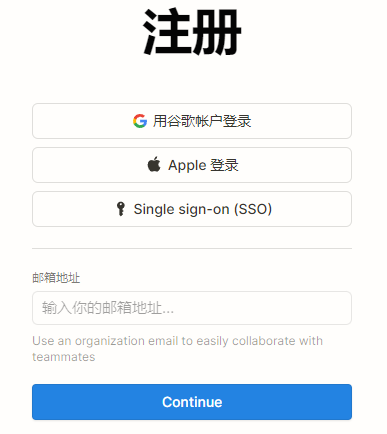 注册
用谷歌帐户登录
Apple 登录
Single sign-on (SSO)
邮箱地址
输入你的邮箱地址...
Use an organization email to easily collaborate with
teammates
Continue